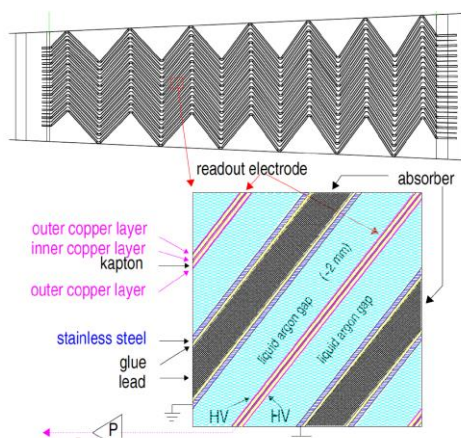 readout electrode
absorber
outer copper layer
inner copper layer
kapton
outer copper layer
stainless steel
glue
lead
(~2 mm)
liquid argon gap
liquid argon gap
HV
HV
P